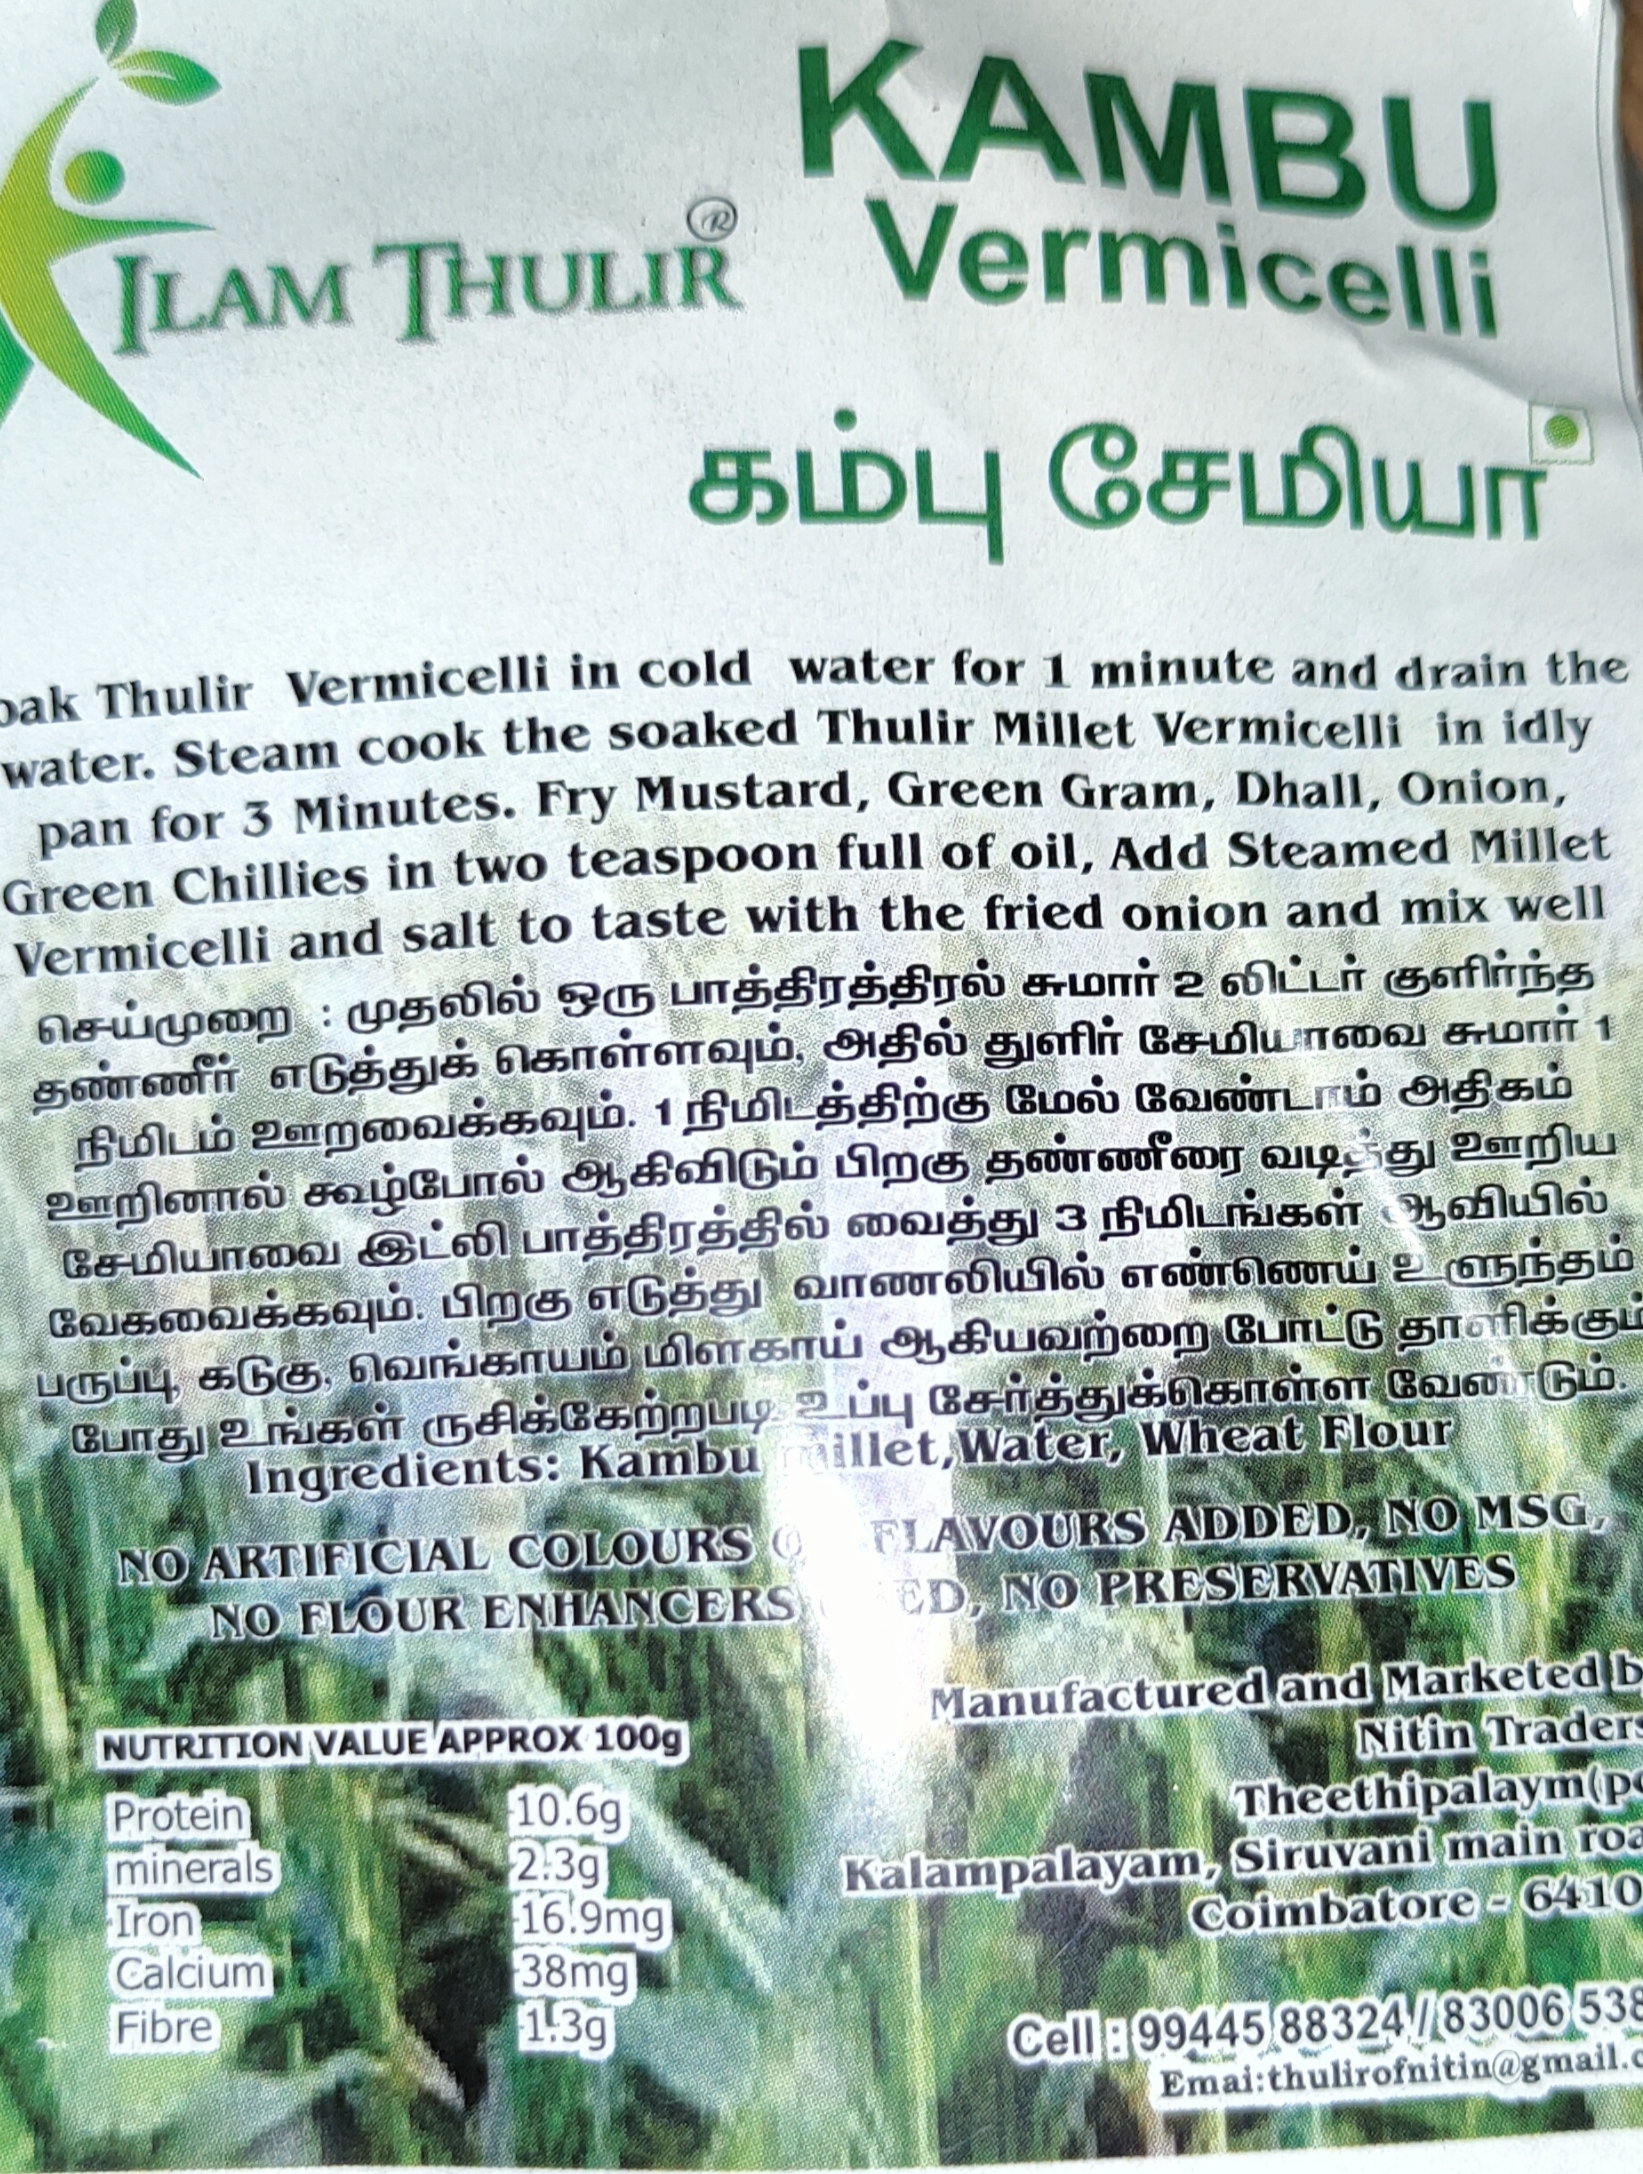 ILAM THULIR ®
KAMBU
Vermicelli
கம்பு சேமியா
Thulir Vermicelli in cold water for 1 minute and drain the
water. Steam cook the soaked Thulir Millet Vermicelli in idly
pan for 3 Minutes. Fry Mustard, Green Gram, Dhall, Onion,
Green Chillies in two teaspoon full of oil, Add Steamed Millet
Vermicelli and salt to taste with the fried onion and mix well
செய்முறை : முதலில் ஒரு பாத்திரத்திரல் சுமார் 2 லிட்டர் குளிர்ந்த
தண்ணீர் எடுத்துக் கொள்ளவும், அதில் துளிர் சேமியாவை சுமார் 1
நிமிடம் ஊறவைக்கவும். 1 நிமிடத்திற்கு மேல் வேண்டாம் அதிகம்
ஊறினால் கூழ்போல் ஆகிவிடும் பிறகு தண்ணீரை வடித்து ஊறிய
சேமியாவை இட்லி பாத்திரத்தில் வைத்து 3 நிமிடங்கள் ஆவியில்
வேகவைக்கவும். பிறகு எடுத்து வாணலியில் எண்ணெய் உளுந்தம்
பருப்பு, கடுகு, வெங்காயம் மிளகாய் ஆகியவற்றை போட்டு தாளிக்கும்
போது உங்கள் ருசிக்கேற்றபடி உப்பு சேர்த்துக்கொள்ள வேண்டும்.
Ingredients: Kambu millet, Water, Wheat Flour
NO ARTIFICIAL COLOURS FLAVOURS ADDED, NO MSG,
NO FLOUR ENHANCERS NO PRESERVATIVES
NUTRITION VALUE APPROX 100g
Protein 10.6g
minerals 2.3g
Iron 16.9mg
Calcium 38mg
Fibre 1.3g
Manufactured and Marketed
Nitin Traders
Theethipalaym
Kalampalayam, Siruvani main
Coimbatore -
Cell : 99445 88324 // 83006
Emai:thulirofnitin@gmail.